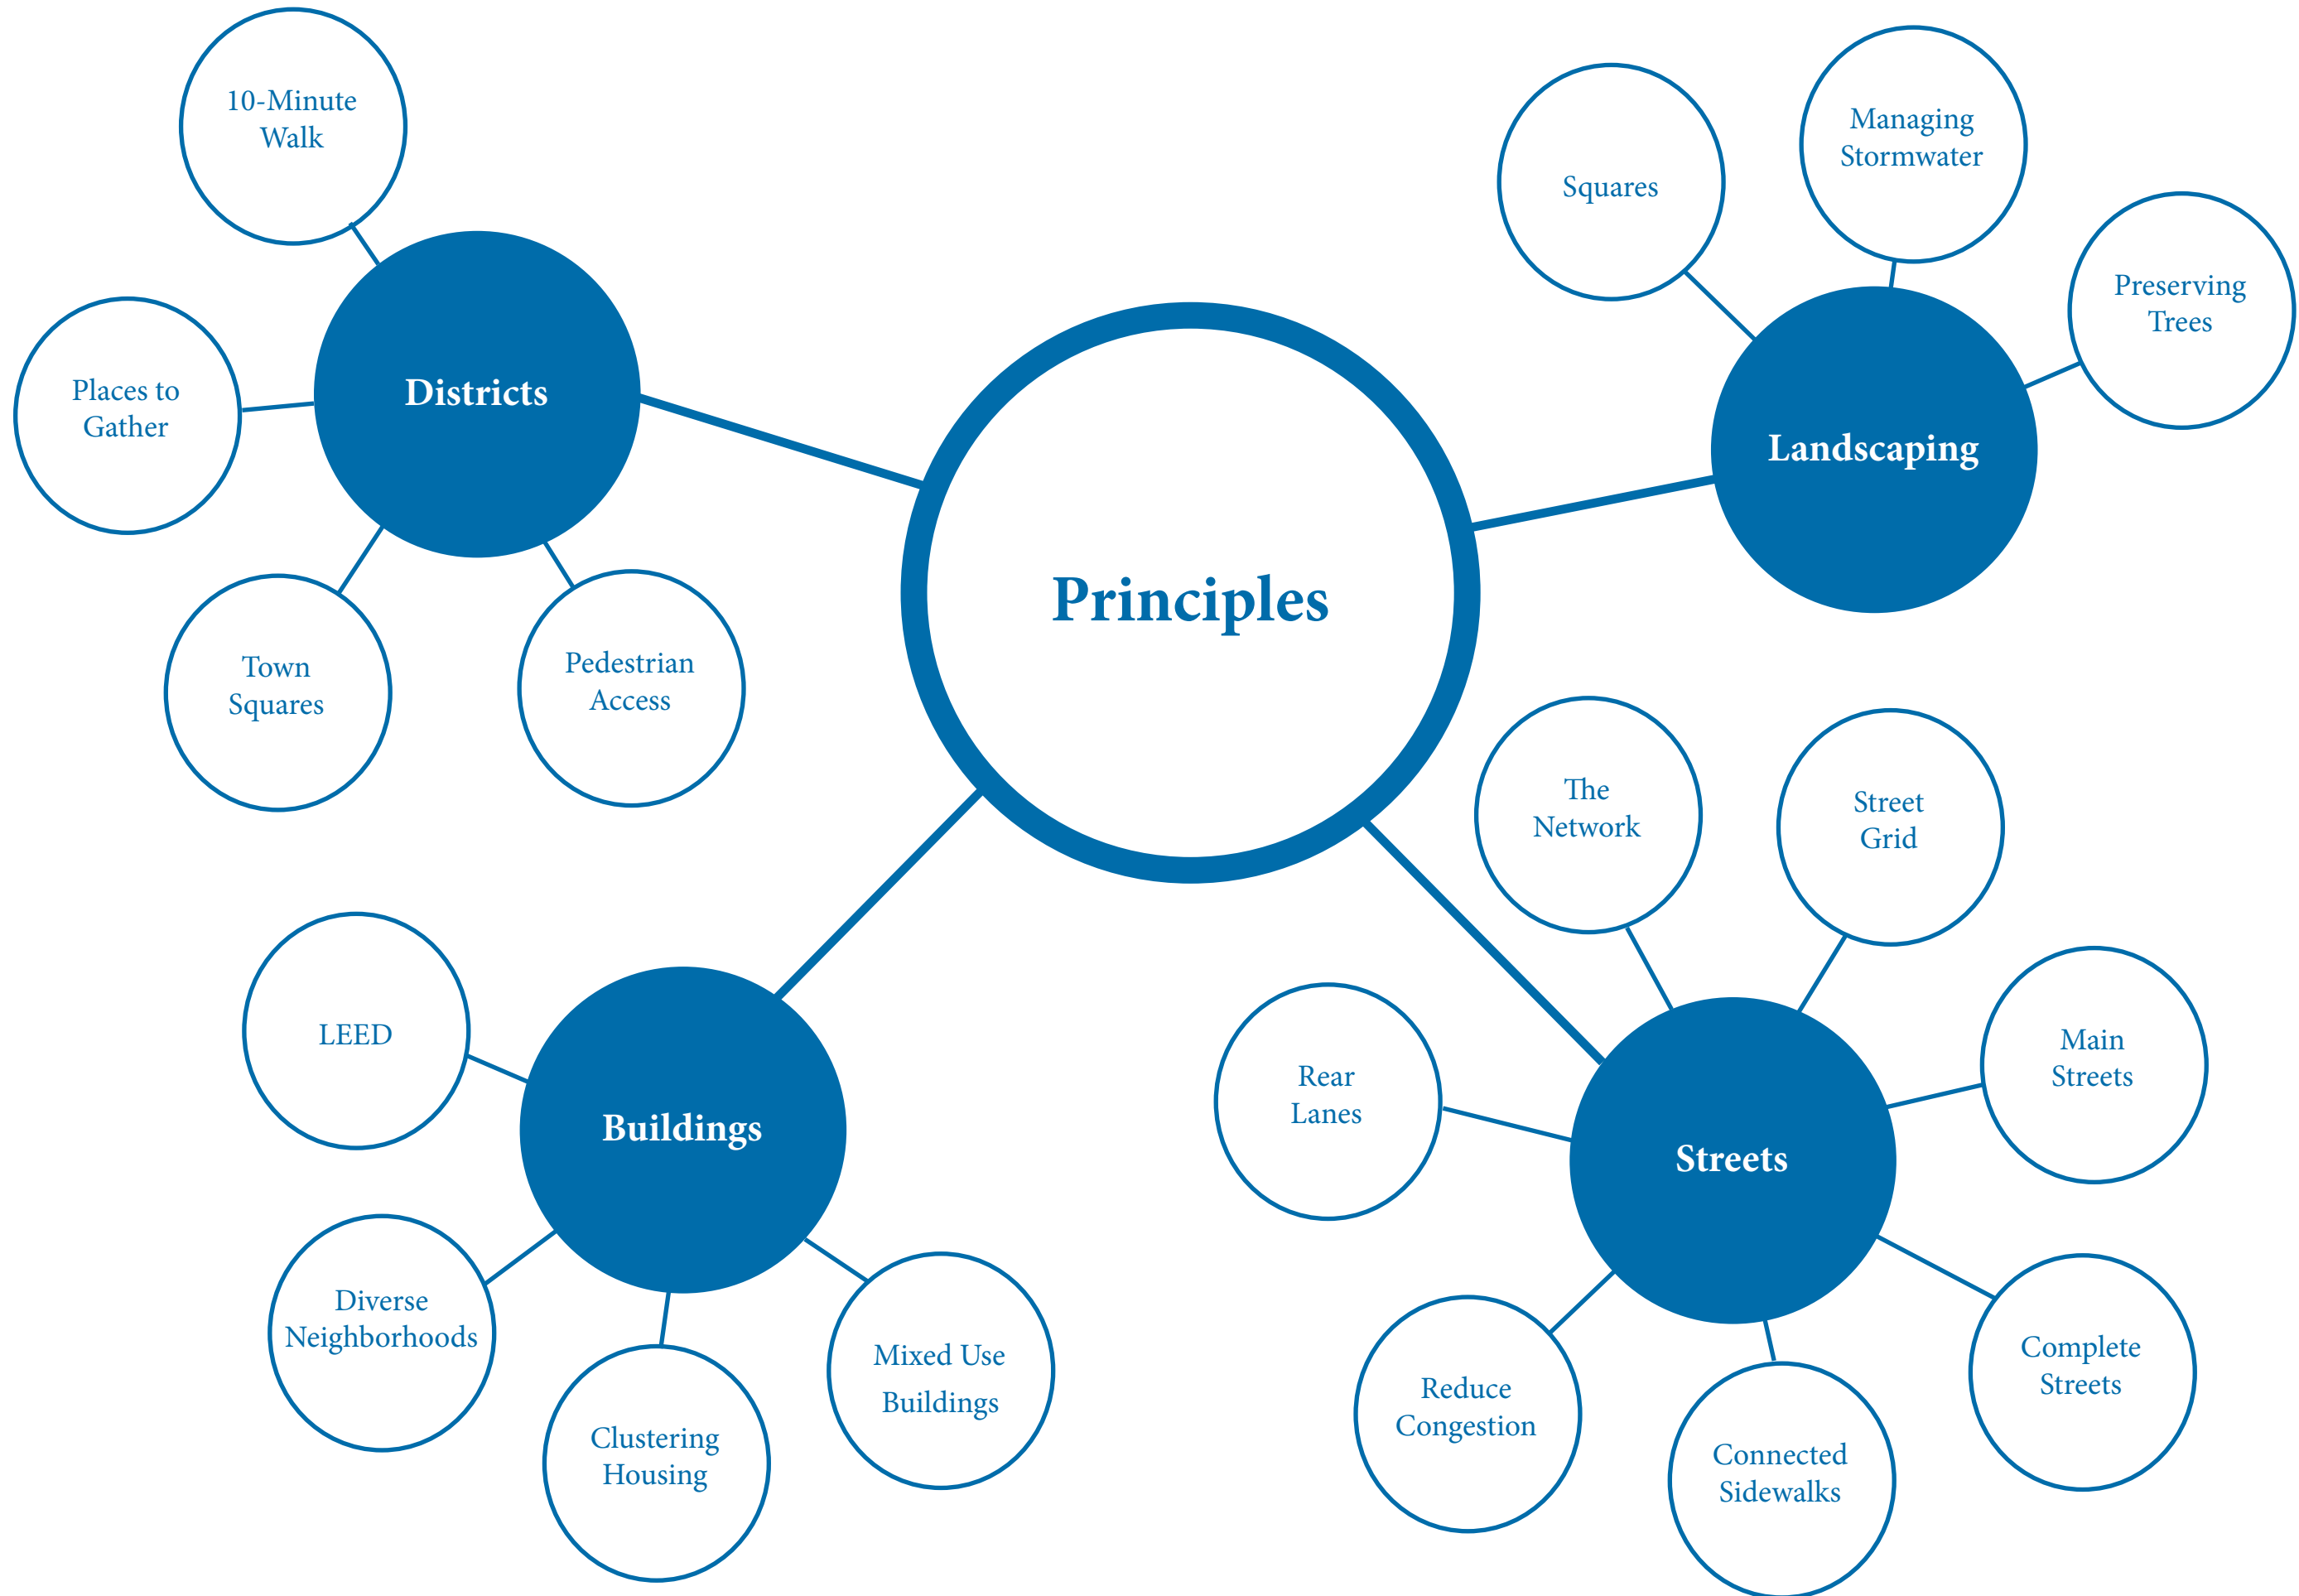 10-Minute
Walk
Places to
Gather
Districts
Town
Squares
Pedestrian
Access
Principles
Squares
Managing
Stormwater
Preserving
Trees
Landscaping
LEED
Buildings
Diverse
Neighborhoods
Clustering
Housing
Mixed Use
Buildings
The
Network
Street
Grid
Rear
Lanes
Main
Streets
Streets
Reduce
Congestion
Connected
Sidewalks
Complete
Streets